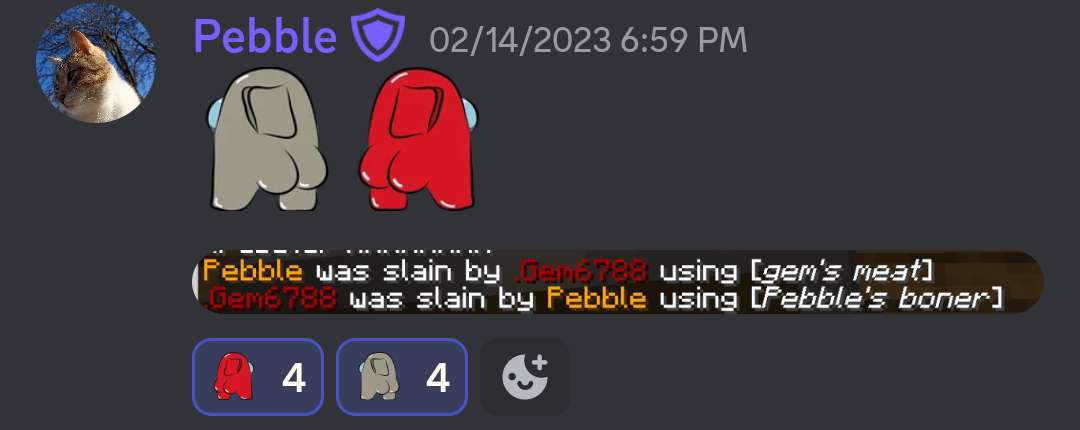 Pebble 02/14/2023 6:59 PM
Pebble was slain by .Gem6788 using [gem's meat]
.Gem6788 was slain by Pebble using [Pebble's boner]
4 4